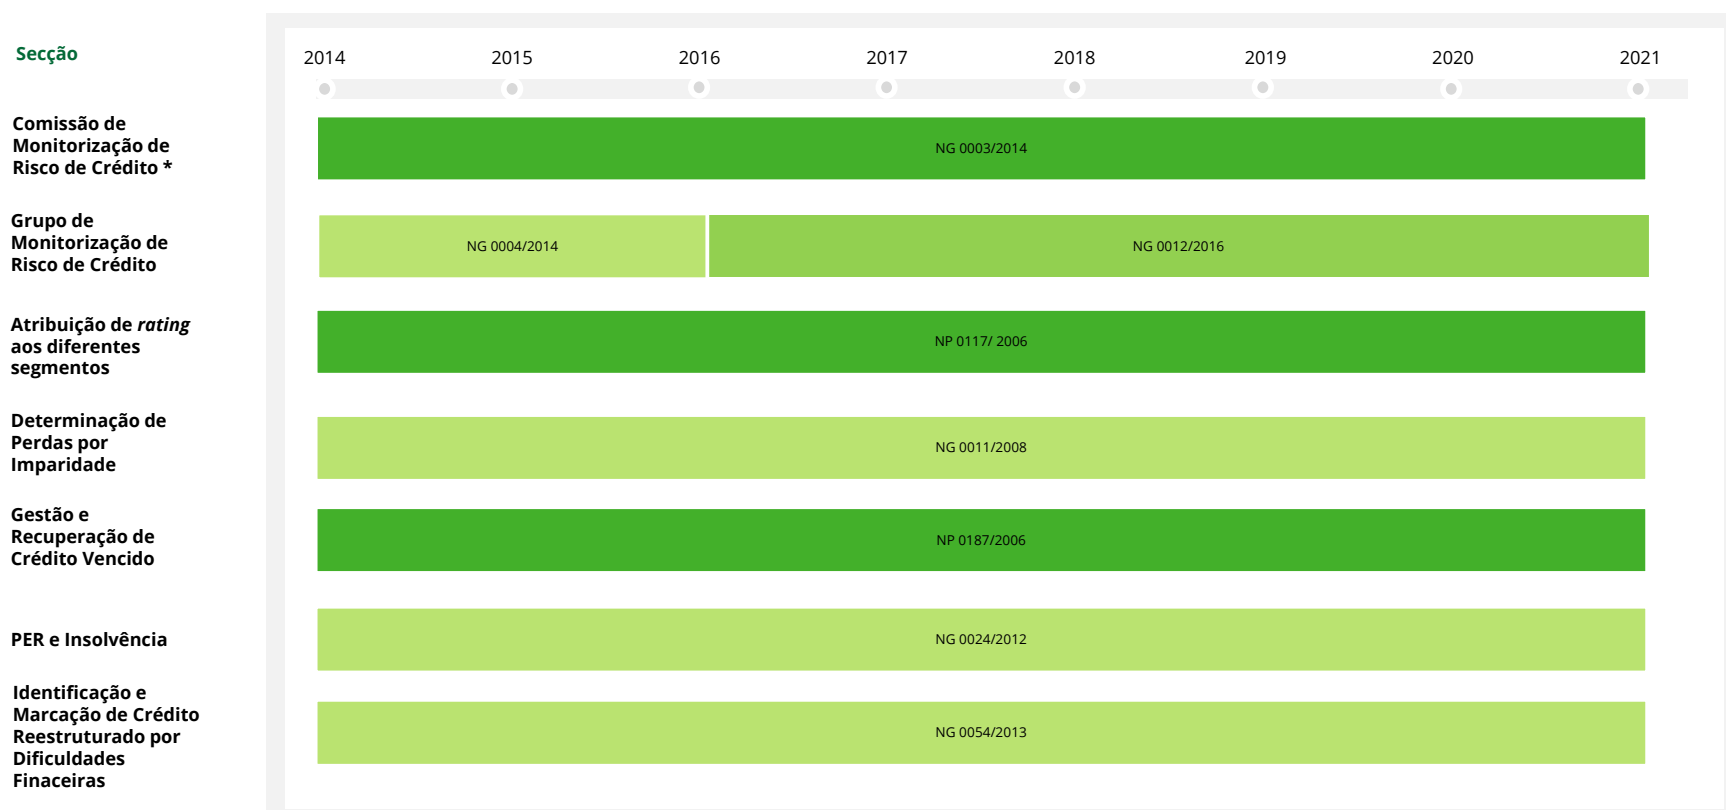 Secção
2014 2015 2016 2017 2018 2019 2020 2021
Comissão de
Monitorização de
Risco de Crédito *
NG 0003/2014
Grupo de
Monitorização de
Risco de Crédito
NG 0004/2014
NG 0012/2016
Atribuição de rating
aos diferentes
segmentos
NP 0117/ 2006
Determinação de
Perdas por
Imparidade
NG 0011/2008
Gestão e
Recuperação de
Crédito Vencido
NP 0187/2006
PER e Insolvência
NG 0024/2012
Identificação e
Marcação de Crédito
Reestruturado por
Dificuldades
Finaceiras
NG 0054/2013